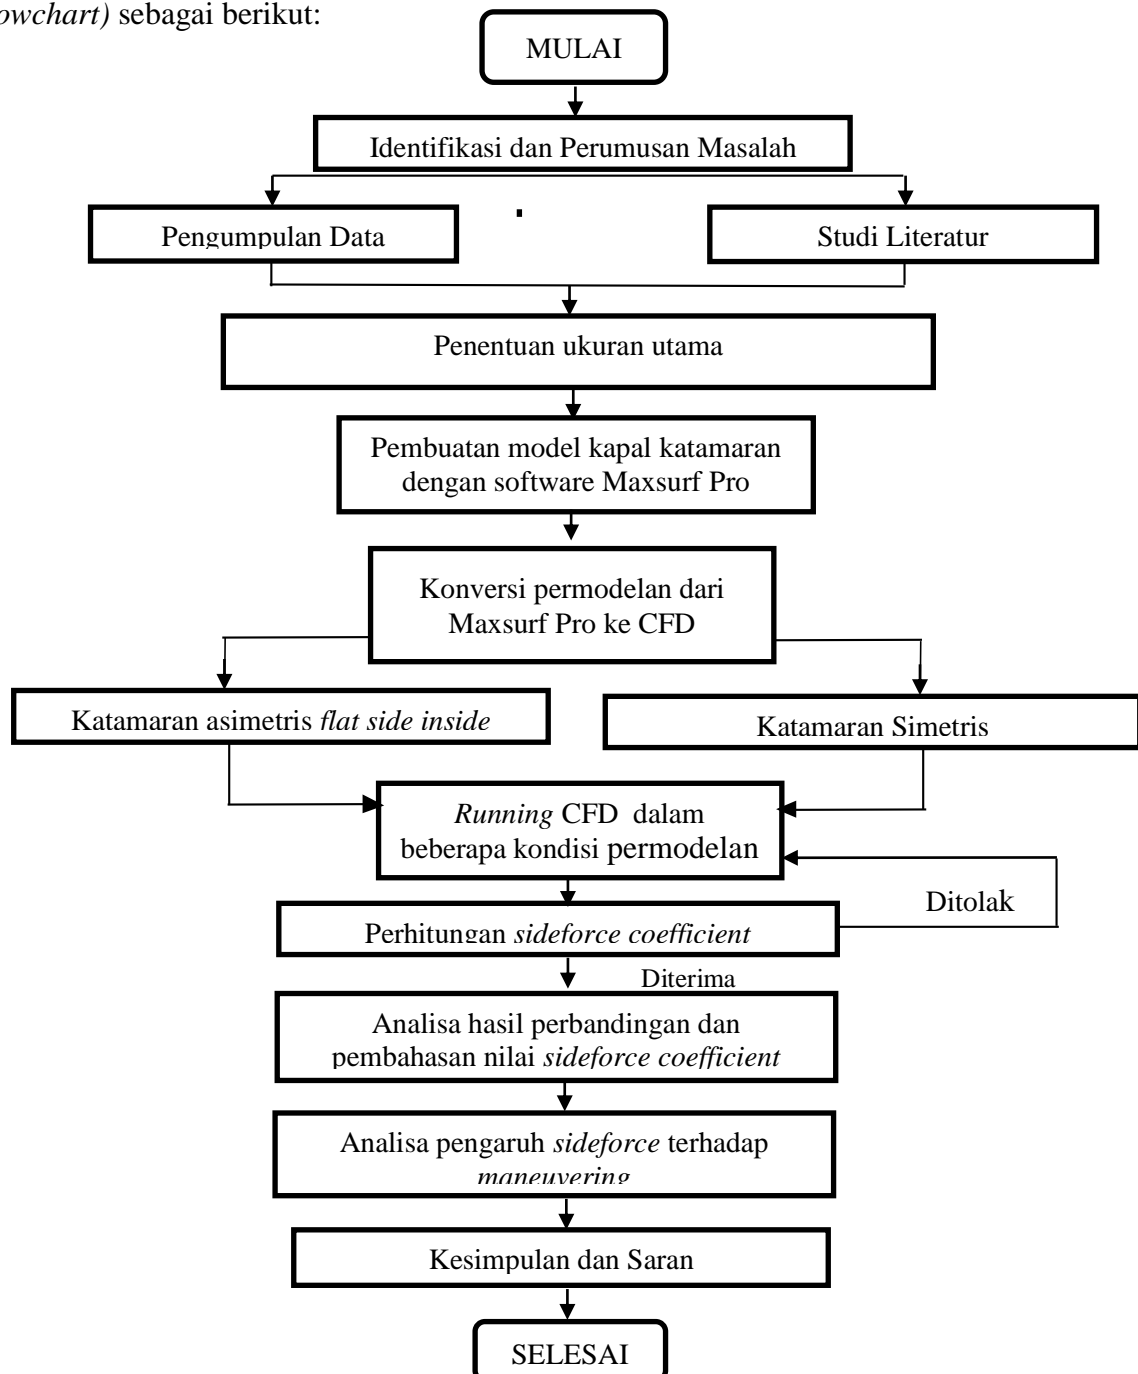 owchart) sebagai berikut:
MULAI
Identifikasi dan Perumusan Masalah
Pengumpulan Data
Studi Literatur
Penentuan ukuran utama
Pembuatan model kapal katamaran
dengan software Maxsurf Pro
Konversi permodelan dari
Maxsurf Pro ke CFD
Katamaran asimetris flat side inside
Katamaran Simetris
Running CFD dalam
beberapa kondisi permodelan
Ditolak
Perhitungan sideforce coefficient
Diterima
Analisa hasil perbandingan dan
pembahasan nilai sideforce coefficient
Analisa pengaruh sideforce terhadap
maneuvering
Kesimpulan dan Saran
SELESAI